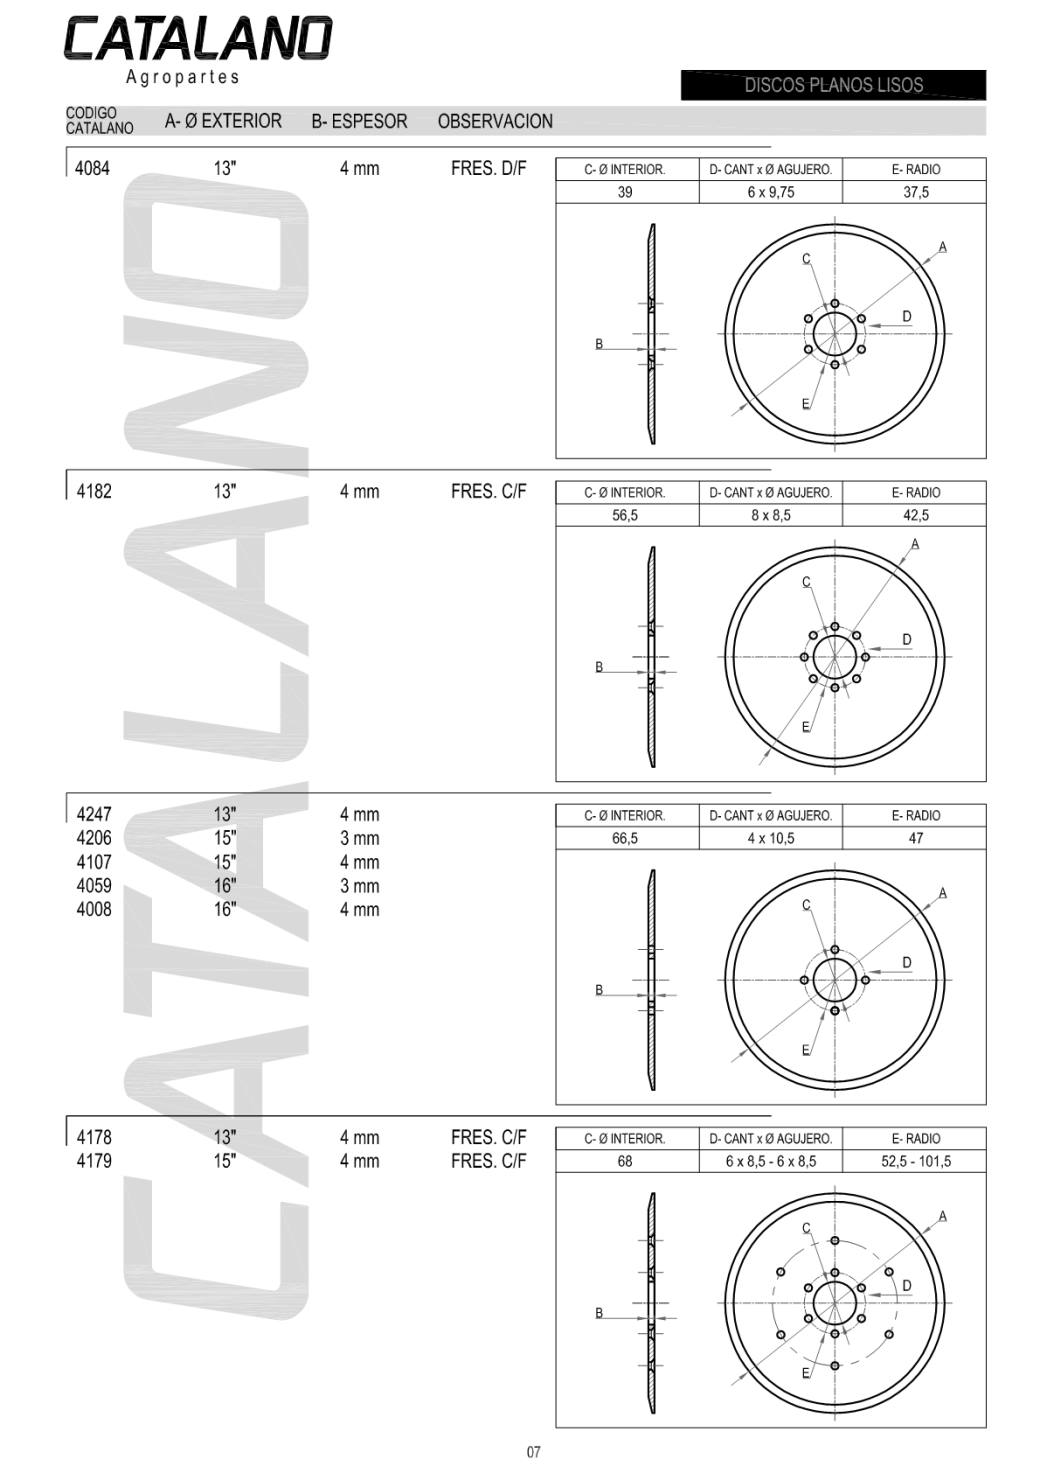 CATALANO
Agropartes
DISCOS PLANOS LISOS
CODIGO CATALANO A- Ø EXTERIOR B- ESPESOR OBSERVACION
4084 13" 4 mm FRES. D/F
C- Ø INTERIOR. D- CANT x Ø AGUJERO. E- RADIO
39 6 x 9,75 37,5
A
C
D
B
E
4182 13" 4 mm FRES. C/F
C- Ø INTERIOR. D- CANT x Ø AGUJERO. E- RADIO
56,5 8 x 8,5 42,5
A
C
D
B
E
4247 13" 4 mm
4206 15" 3 mm
4107 15" 4 mm
4059 16" 3 mm
4008 16" 4 mm
C- Ø INTERIOR. D- CANT x Ø AGUJERO. E- RADIO
66,5 4 x 10,5 47
A
C
D
B
E
4178 13" 4 mm FRES. C/F
4179 15" 4 mm FRES. C/F
C- Ø INTERIOR. D- CANT x Ø AGUJERO. E- RADIO
68 6 x 8,5 - 6 x 8,5 52,5 - 101,5
A
C
D
B
E
CATALANO
07